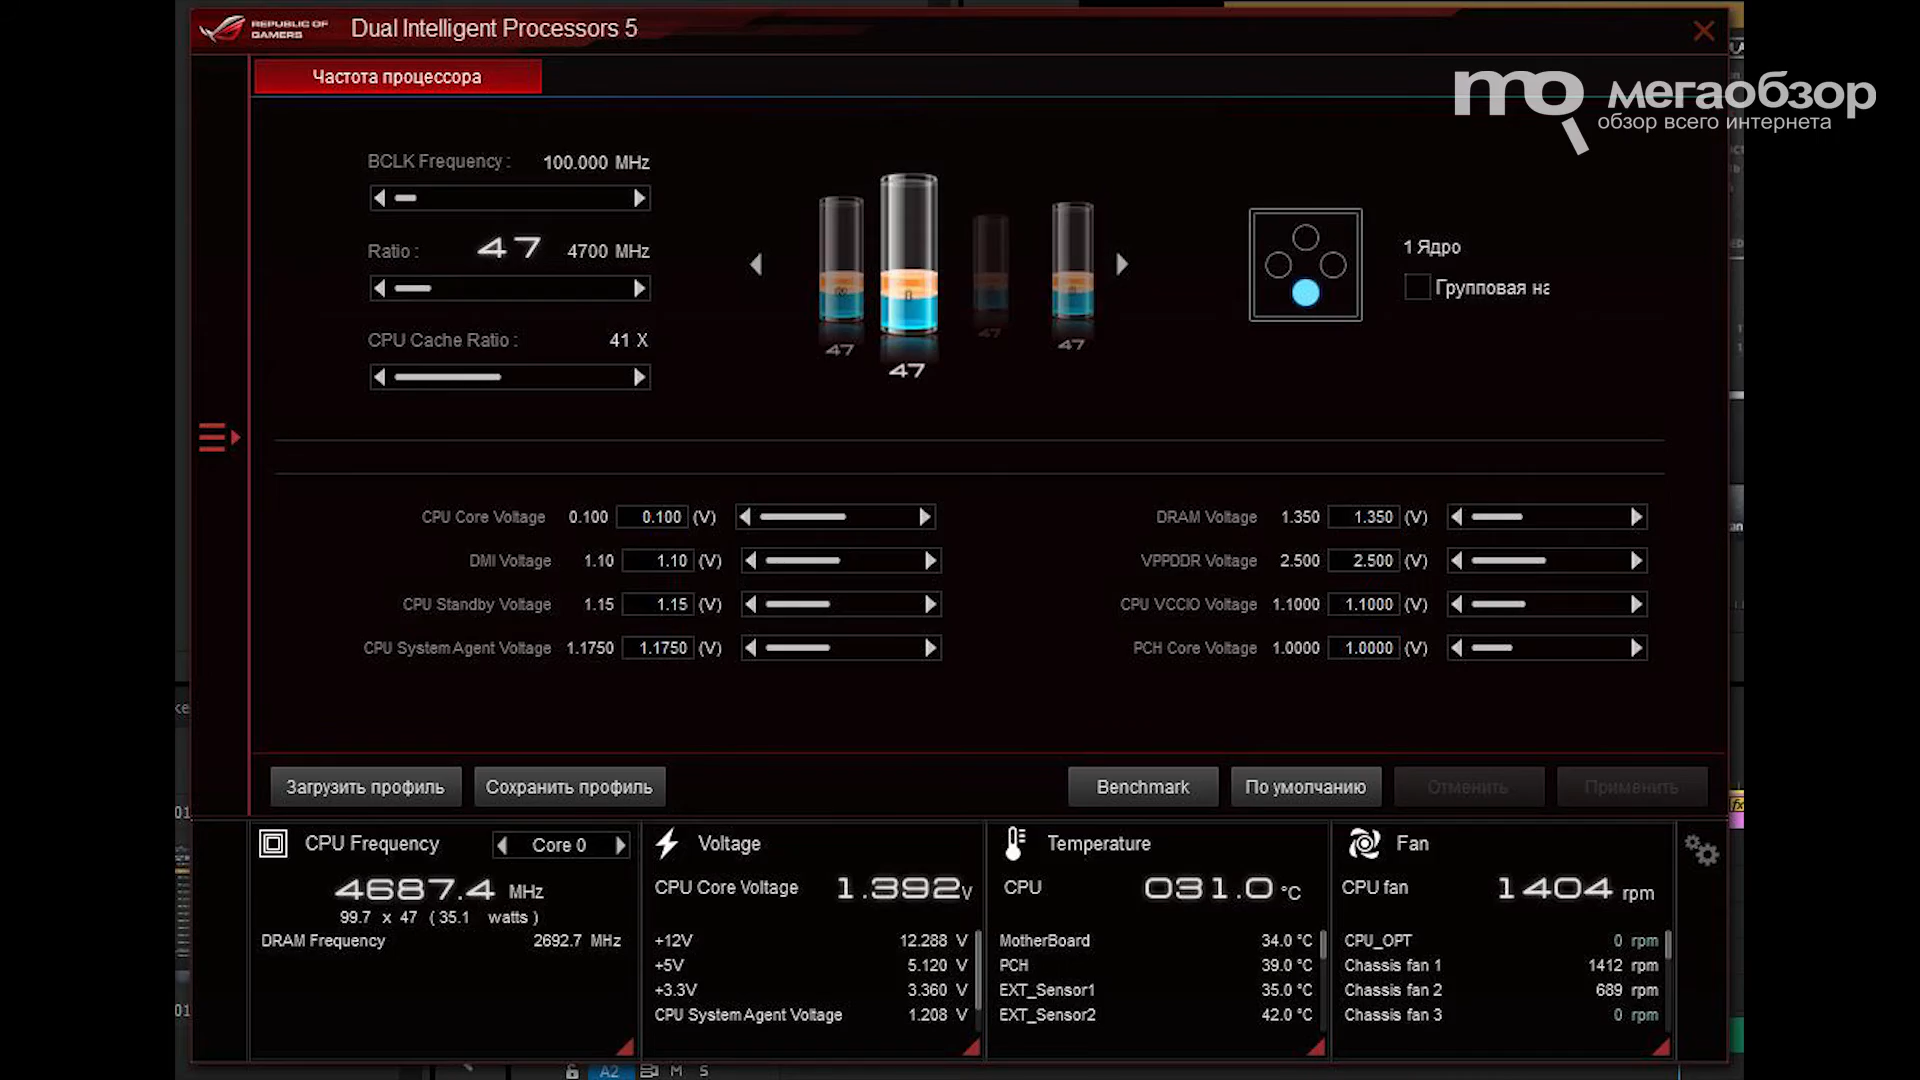 REPUBLIC OF
GAMERS
Dual Intelligent Processors 5
Частота процессора
mo мегаобзор
обзор всего интернета
BCLK Frequency : 100.000 MHz
Ratio : 47 4700 MHz
CPU Cache Ratio : 41 X
47
47
47
47
1 Ядро
Групповая на
CPU Core Voltage 0.100 0.100 (V)
DMI Voltage 1.10 1.10 (V)
CPU Standby Voltage 1.15 1.15 (V)
CPU System Agent Voltage 1.1750 1.1750 (V)
DRAM Voltage 1.350 1.350 (V)
VPPDDR Voltage 2.500 2.500 (V)
CPU VCCIO Voltage 1.1000 1.1000 (V)
PCH Core Voltage 1.0000 1.0000 (V)
Загрузить профиль
Сохранить профиль
Benchmark
По умолчанию
Отменить
Применить
CPU Frequency
Core 0
4687.4 MHz
99.7 x 47 ( 35.1 watts )
DRAM Frequency 2692.7 MHz
Voltage
CPU Core Voltage 1.392 V
+12V 12.288 V
+5V 5.120 V
+3.3V 3.360 V
CPU System Agent Voltage 1.208 V
Temperature
CPU 031.0 °C
MotherBoard 34.0 °C
PCH 39.0 °C
EXT_Sensor1 35.0 °C
EXT_Sensor2 42.0 °C
Fan
CPU fan 1404 rpm
CPU_OPT 0 rpm
Chassis fan 1 1412 rpm
Chassis fan 2 689 rpm
Chassis fan 3 0 rpm
A2 M S